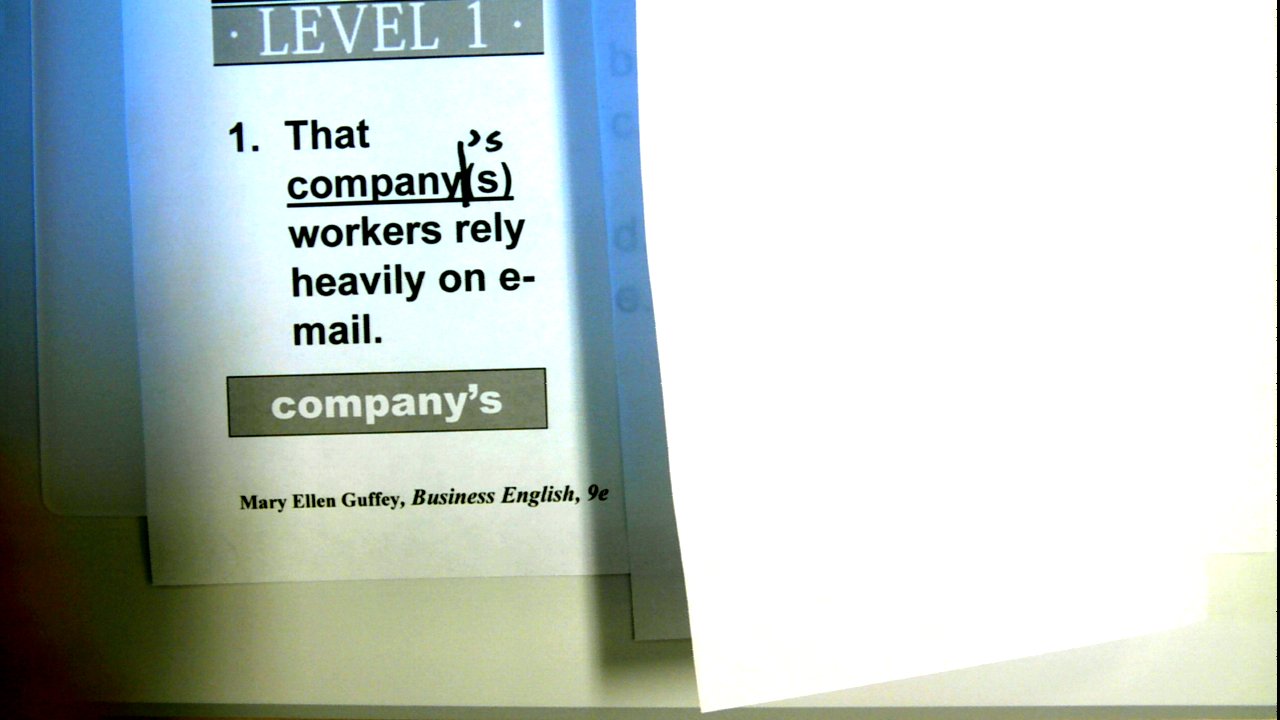 · LEVEL 1 ·
1. That
’s
company(s)
workers rely
heavily on e-
mail.
company’s
Mary Ellen Guffey, Business English, 9e
b
c
d
e.